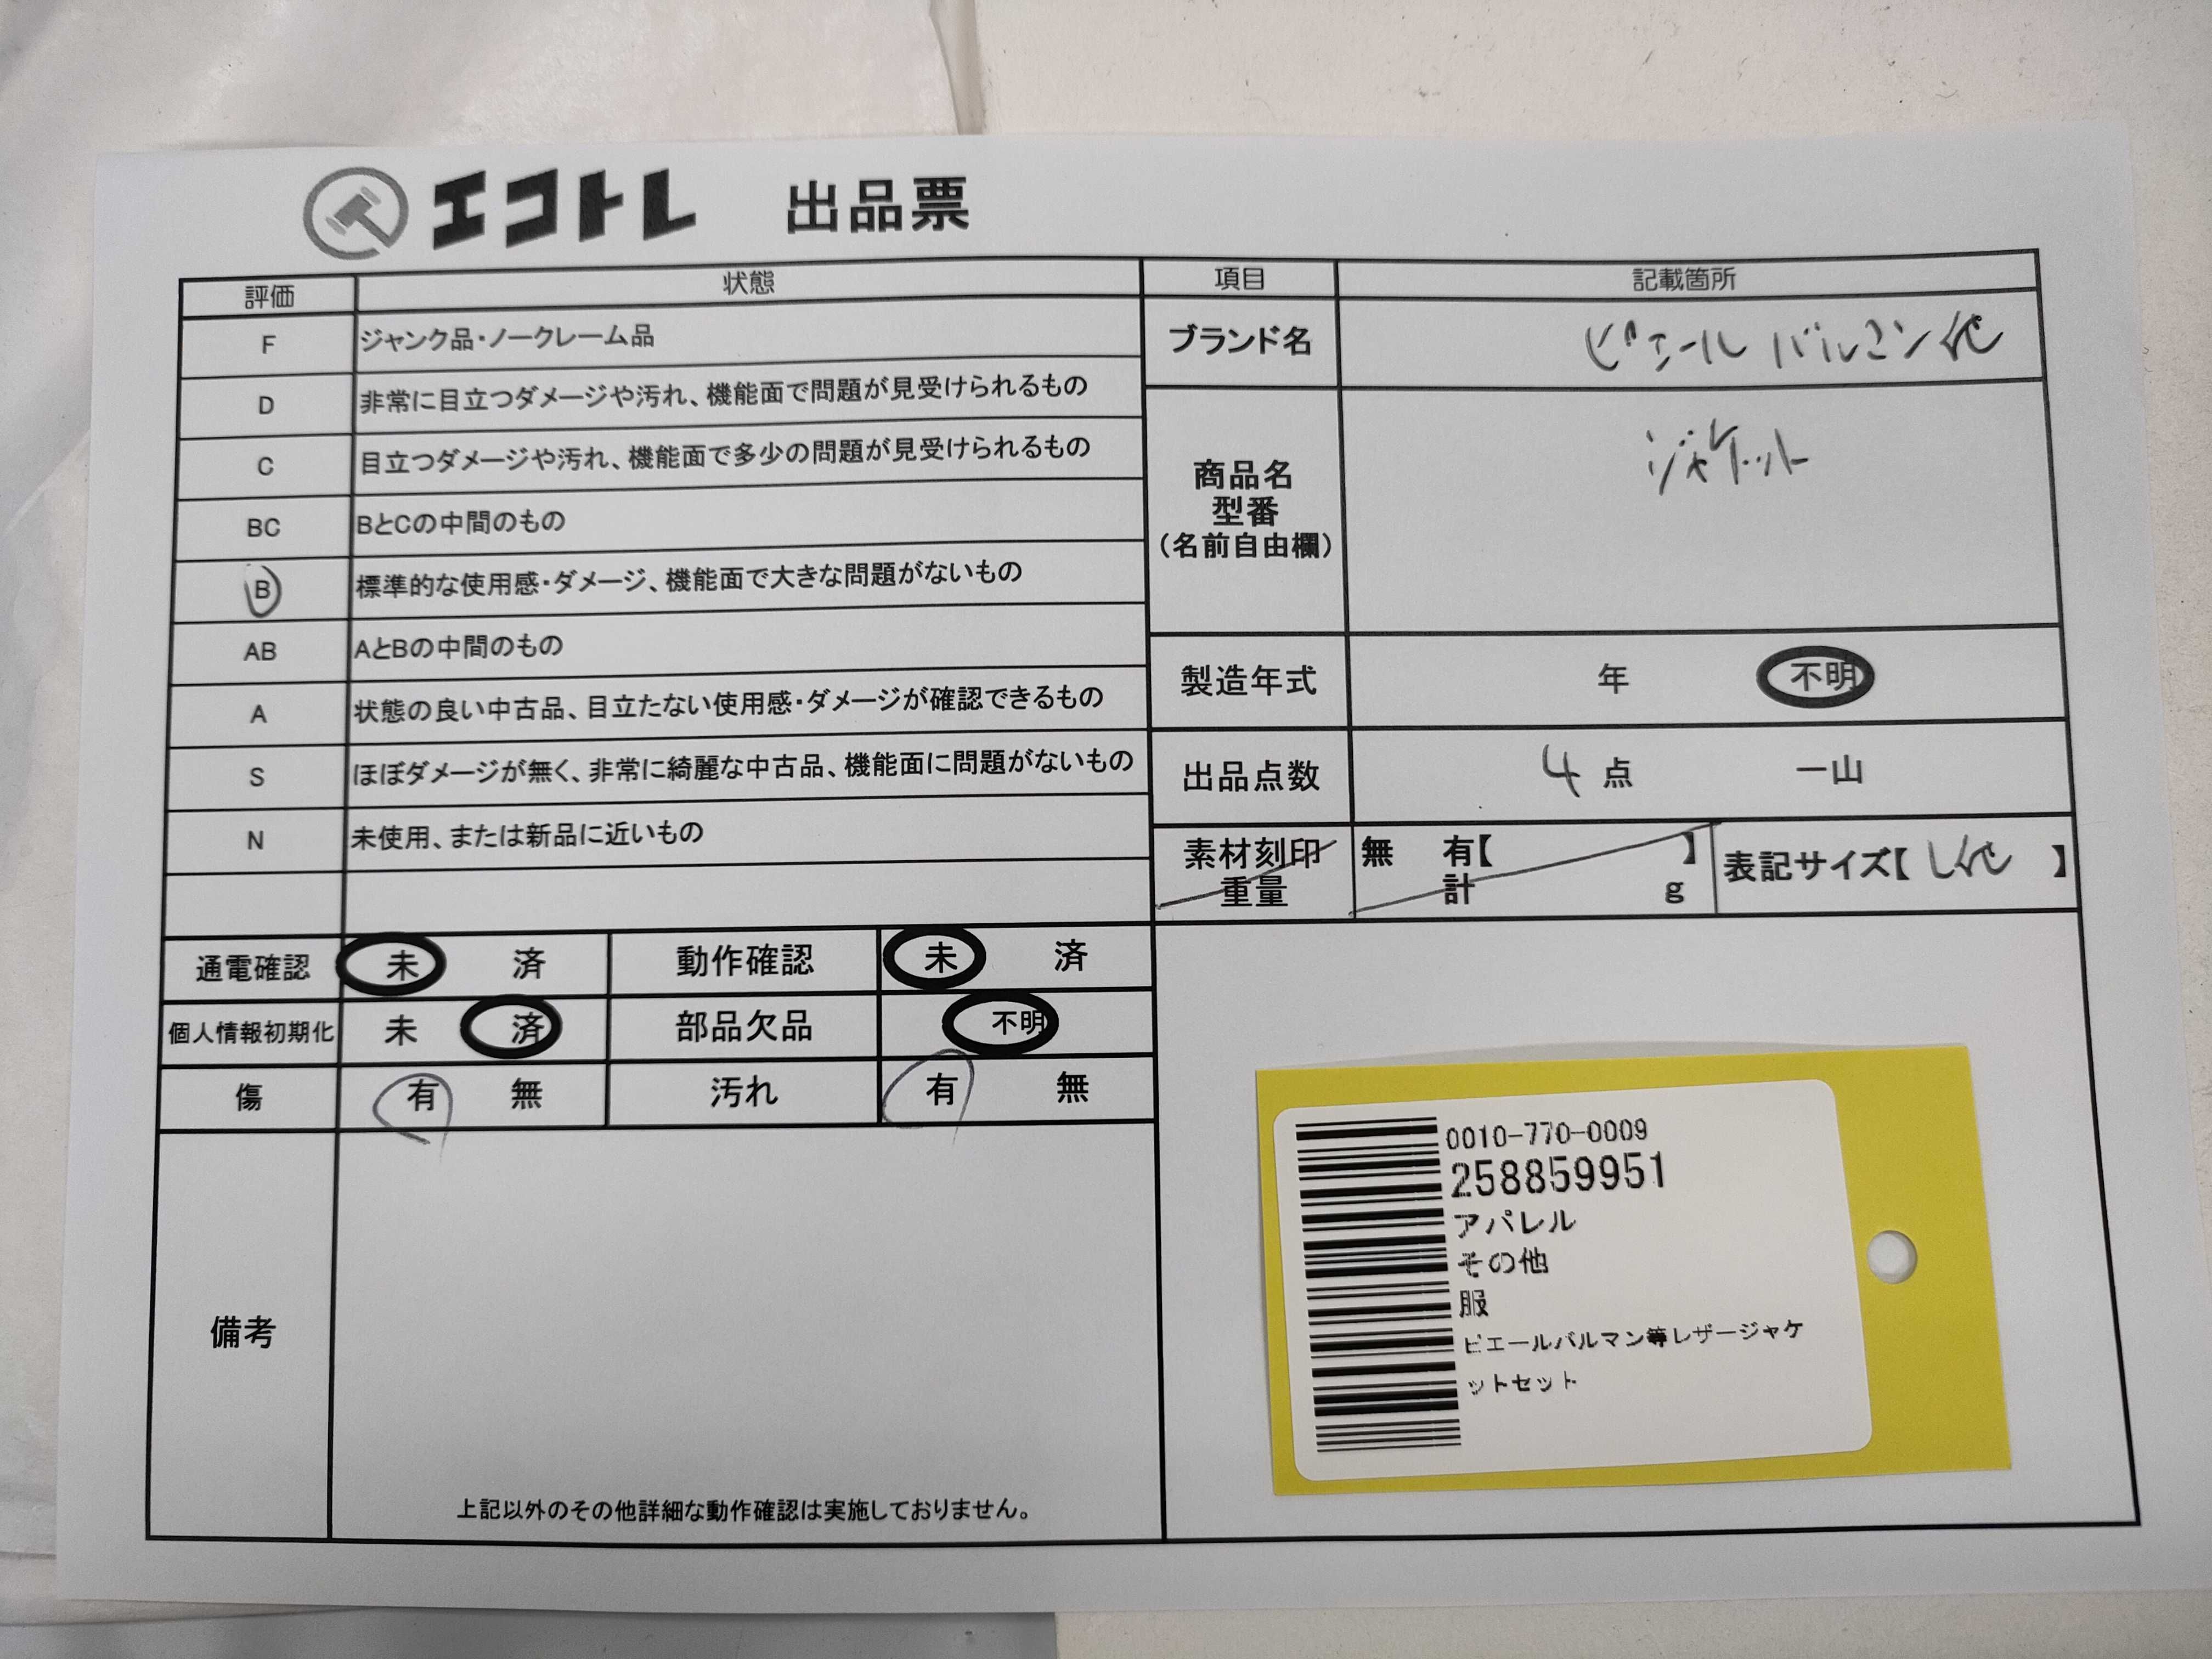 エコトレ 出品票
評価 状態 項目 記載箇所
F ジャンク品・ノークレーム品
D 非常に目立つダメージや汚れ、機能面で問題が見受けられるもの
C 目立つダメージや汚れ、機能面で多少の問題が見受けられるもの
BC BとCの中間のもの
B 標準的な使用感・ダメージ、機能面で大きな問題がないもの
AB AとBの中間のもの
A 状態の良い中古品、目立たない使用感・ダメージが確認できるもの
S ほぼダメージが無く、非常に綺麗な中古品、機能面に問題がないもの
N 未使用、または新品に近いもの
ブランド名 ピエールバルマン他
商品名
型番
(名前自由欄)
ジャケット
製造年式 年 不明
出品点数 4点 一山
素材刻印
重量
無 有【 】
計 g
表記サイズ【L他】
通電確認 未 済 動作確認 未 済
個人情報初期化 未 済 部品欠品 不明
傷 有 無 汚れ 有 無
備考
上記以外のその他詳細な動作確認は実施しておりません。
0010-770-0009
258859951
アパレル
その他
服
ピエールバルマン等レザージャケ
ットセット